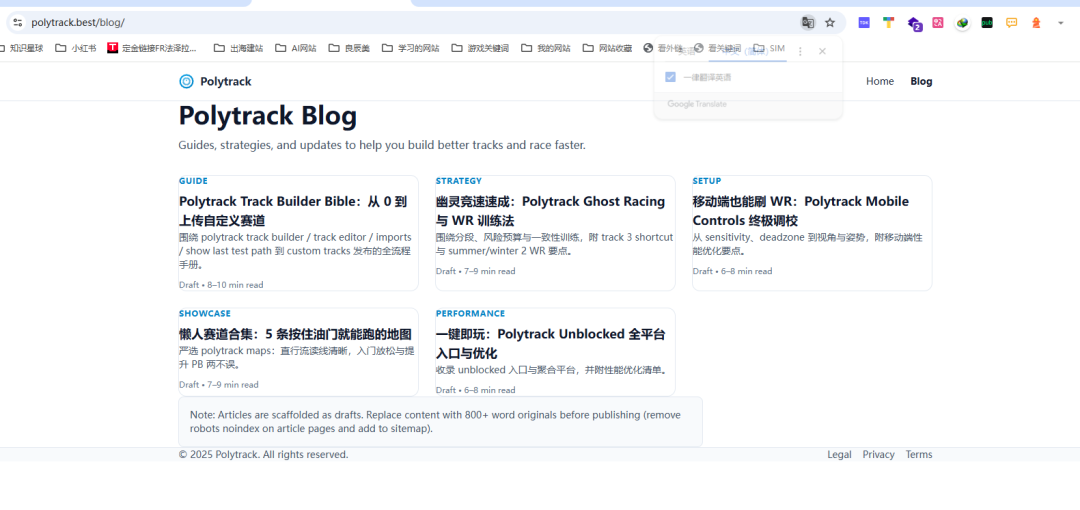 polytrack.best/blog/
知识星球 小红书 定金链接FR法泽拉... 出海建站 AI网站 良辰美 学习的网站 游戏关键词 我的网站 网站收藏 看外链 看关键词 SIM
一律翻译英语
Google Translate
Polytrack
Home Blog
Polytrack Blog
Guides, strategies, and updates to help you build better tracks and race faster.
GUIDE
Polytrack Track Builder Bible：从 0 到
上传自定义赛道
围绕 polytrack track builder / track editor / imports
/ show last test path 到 custom tracks 发布的全流程
手册。
Draft • 8–10 min read
STRATEGY
幽灵竞速速成：Polytrack Ghost Racing
与 WR 训练法
围绕分段、风险预算与一致性训练，附 track 3 shortcut
与 summer/winter 2 WR 要点。
Draft • 7–9 min read
SETUP
移动端也能刷 WR：Polytrack Mobile
Controls 终极调校
从 sensitivity、deadzone 到视角与姿势，附移动端性
能优化要点。
Draft • 6–8 min read
SHOWCASE
懒人赛道合集：5 条按住油门就能跑的地图
严选 polytrack maps：直行流读线清晰，入门放松与提
升 PB 两不误。
Draft • 7–9 min read
PERFORMANCE
一键即玩：Polytrack Unblocked 全平台
入口与优化
收录 unblocked 入口与聚合平台，并附性能优化清单。
Draft • 6–8 min read
Note: Articles are scaffolded as drafts. Replace content with 800+ word originals before publishing (remove
robots noindex on article pages and add to sitemap).
© 2025 Polytrack. All rights reserved.
Legal Privacy Terms